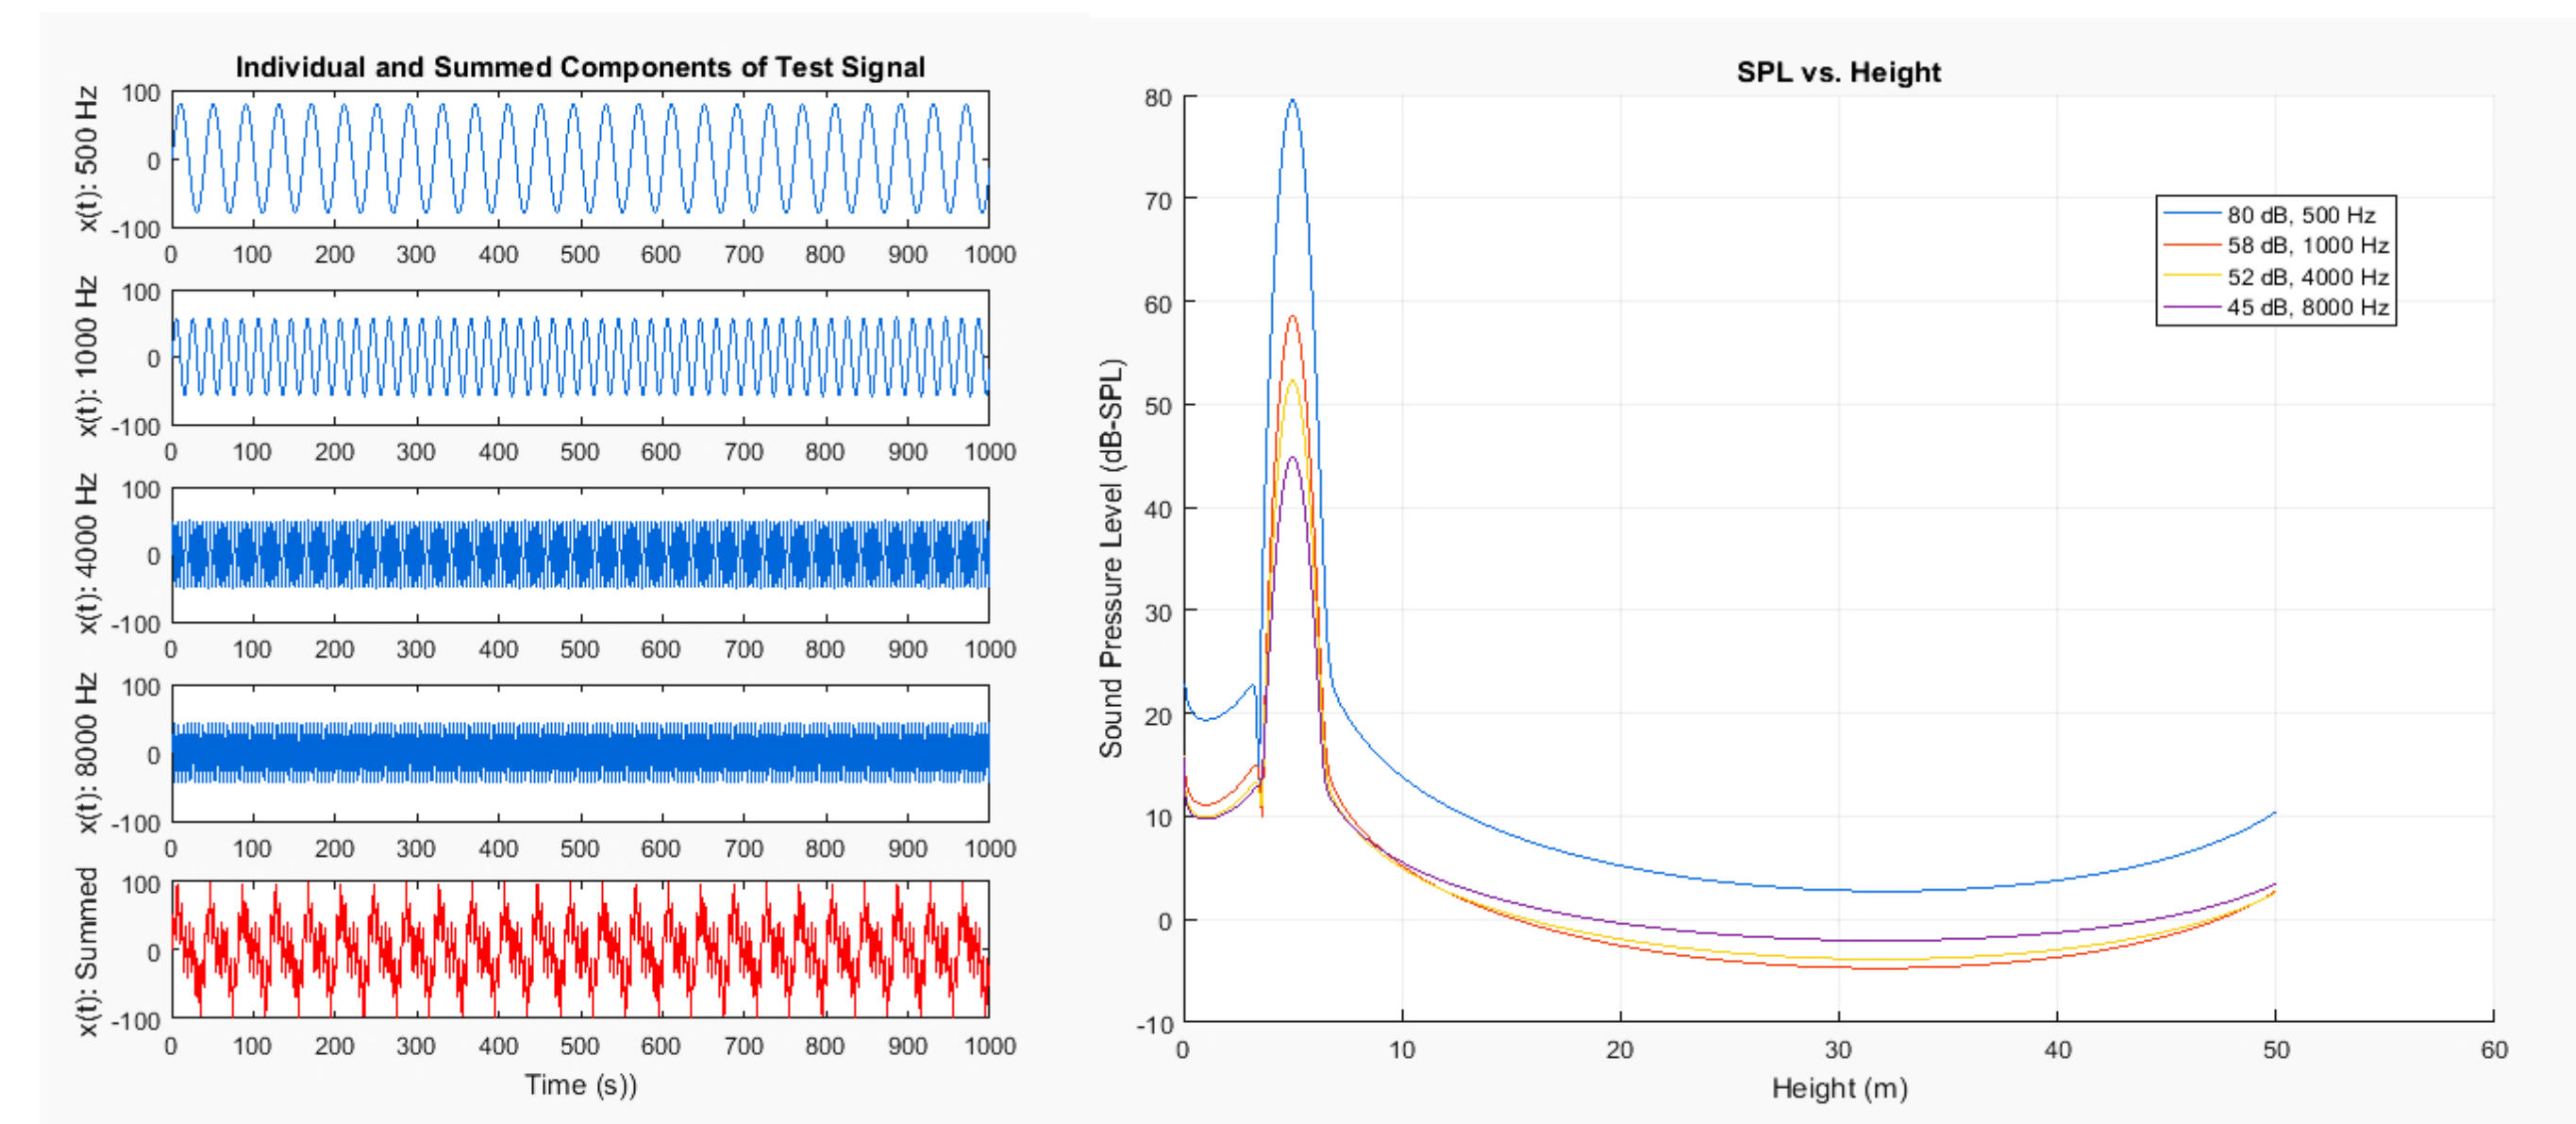 Individual and Summed Components of Test Signal
x(t): 500 Hz
100
0
-100
0 100 200 300 400 500 600 700 800 900 1000
x(t): 1000 Hz
100
0
-100
0 100 200 300 400 500 600 700 800 900 1000
x(t): 4000 Hz
100
0
-100
0 100 200 300 400 500 600 700 800 900 1000
x(t): 8000 Hz
100
0
-100
0 100 200 300 400 500 600 700 800 900 1000
x(t): Summed
100
0
-100
0 100 200 300 400 500 600 700 800 900 1000
Time (s))
SPL vs. Height
Sound Pressure Level (dB-SPL)
80
70
60
50
40
30
20
10
0
-10
0 10 20 30 40 50 60
Height (m)
80 dB, 500 Hz
58 dB, 1000 Hz
52 dB, 4000 Hz
45 dB, 8000 Hz